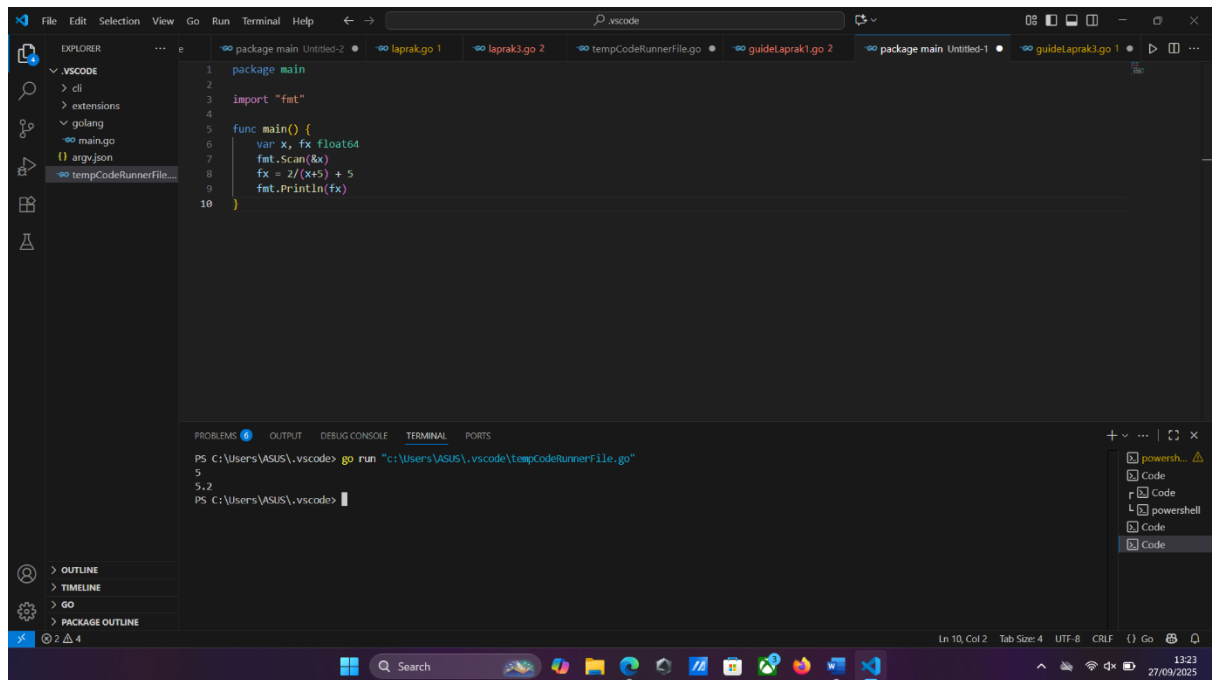 File Edit Selection View Go Run Terminal Help
.vscode
EXPLORER
e
package main Untitled-2
laprak.go 1
laprak3.go 2
tempCodeRunnerFile.go
guideLaprak1.go 2
package main Untitled-1
guideLaprak3.go 1
4
.VSCODE
cli
extensions
golang
main.go
{} argv.json
tempCodeRunnerFile....
1 package main
2
3 import "fmt"
4
5 func main() {
6 var x, fx float64
7 fmt.Scan(&x)
8 fx = 2/(x+5) + 5
9 fmt.Println(fx)
10 }
PROBLEMS 6 OUTPUT DEBUG CONSOLE TERMINAL PORTS
PS C:\Users\ASUS\.vscode> go run "c:\Users\ASUS\.vscode\tempCodeRunnerFile.go"
5
5.2
PS C:\Users\ASUS\.vscode>
powersh...
Code
Code
powershell
Code
Code
OUTLINE
TIMELINE
GO
PACKAGE OUTLINE
2 4
Ln 10, Col 2 Tab Size: 4 UTF-8 CRLF {} Go
Search
3
13:23
27/09/2025